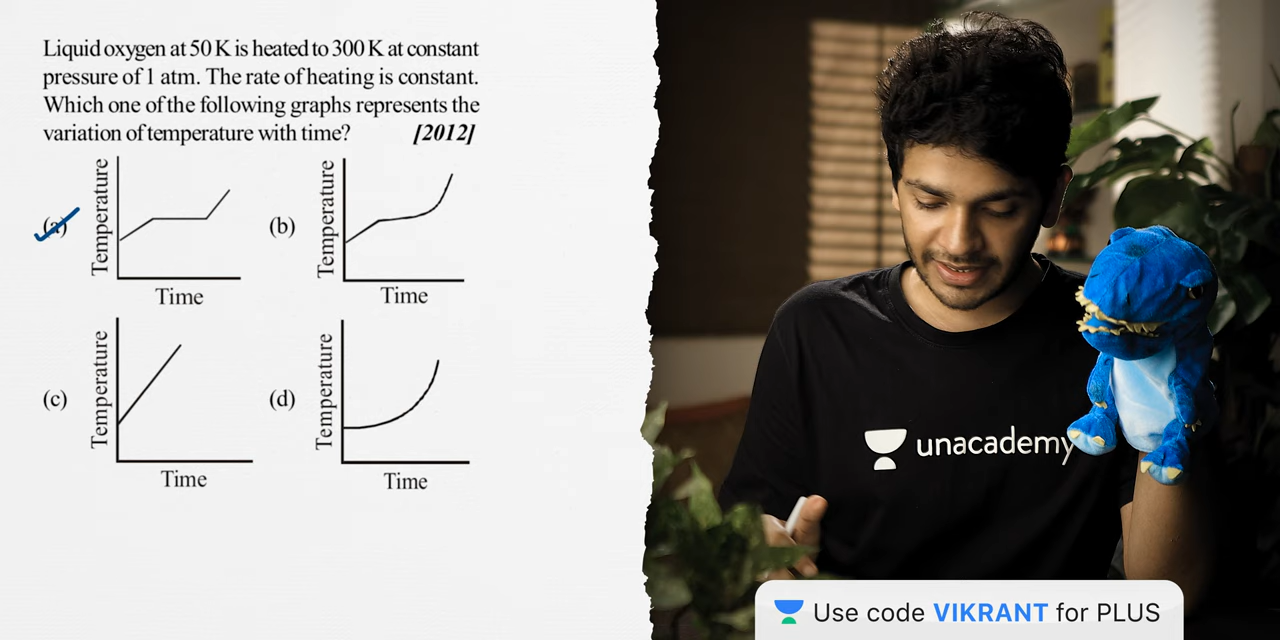 Liquid oxygen at 50 K is heated to 300 K at constant
pressure of 1 atm. The rate of heating is constant.
Which one of the following graphs represents the
variation of temperature with time? [2012]
(a)
Temperature
Time
(b)
Temperature
Time
(c)
Temperature
Time
(d)
Temperature
Time
unacademy
Use code VIKRANT for PLUS